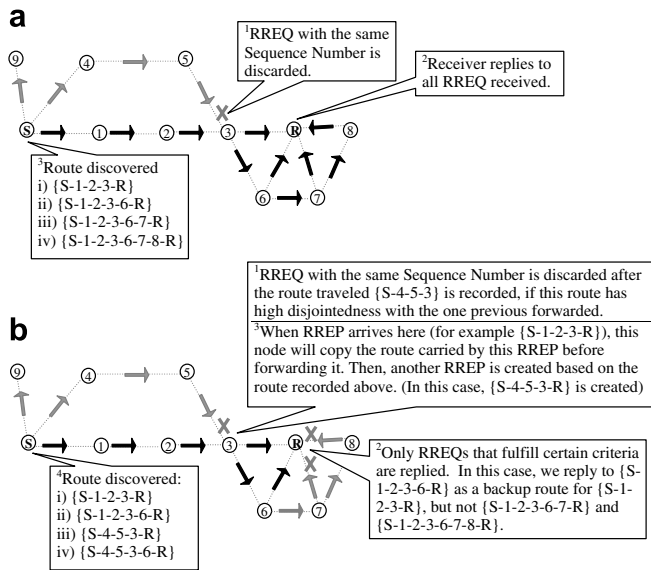 a
¹RREQ with the same
Sequence Number is
discarded.
²Receiver replies to
all RREQ received.
9
4
5
S
1
2
3
R
8
6
7
³Route discovered
i) {S-1-2-3-R}
ii) {S-1-2-3-6-R}
iii) {S-1-2-3-6-7-R}
iv) {S-1-2-3-6-7-8-R}
b
¹RREQ with the same Sequence Number is discarded after
the route traveled {S-4-5-3} is recorded, if this route has
high disjointedness with the one previous forwarded.
³When RREP arrives here (for example {S-1-2-3-R}), this
node will copy the route carried by this RREP before
forwarding it. Then, another RREP is created based on the
route recorded above. (In this case, {S-4-5-3-R} is created)
9
4
5
S
1
2
3
R
8
6
7
⁴Route discovered:
i) {S-1-2-3-R}
ii) {S-1-2-3-6-R}
iii) {S-4-5-3-R}
iv) {S-4-5-3-6-R}
²Only RREQs that fulfill certain criteria
are replied. In this case, we reply to {S-
1-2-3-6-R} as a backup route for {S-1-
2-3-R}, but not {S-1-2-3-6-7-R} and
{S-1-2-3-6-7-8-R}.